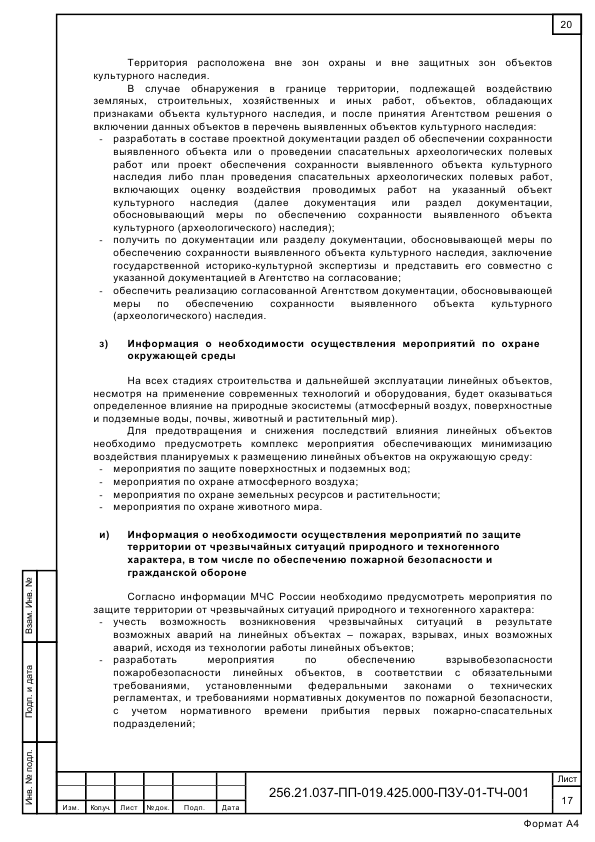 20
Территория расположена вне зон охраны и вне защитных зон объектов
культурного наследия.
В случае обнаружения в границе территории, подлежащей воздействию
земляных, строительных, хозяйственных и иных работ, объектов, обладающих
признаками объекта культурного наследия, и после принятия Агентством решения о
включении данных объектов в перечень выявленных объектов культурного наследия:
- разработать в составе проектной документации раздел об обеспечении сохранности
выявленного объекта или о проведении спасательных археологических полевых
работ или проект обеспечения сохранности выявленного объекта культурного
наследия либо план проведения спасательных археологических полевых работ,
включающих оценку воздействия проводимых работ на указанный объект
культурного наследия (далее документация или раздел документации,
обосновывающий меры по обеспечению сохранности выявленного объекта
культурного (археологического) наследия);
- получить по документации или разделу документации, обосновывающей меры по
обеспечению сохранности выявленного объекта культурного наследия, заключение
государственной историко-культурной экспертизы и представить его совместно с
указанной документацией в Агентство на согласование;
- обеспечить реализацию согласованной Агентством документации, обосновывающей
меры по обеспечению сохранности выявленного объекта культурного
(археологического) наследия.
з) Информация о необходимости осуществления мероприятий по охране
окружающей среды
На всех стадиях строительства и дальнейшей эксплуатации линейных объектов,
несмотря на применение современных технологий и оборудования, будет оказываться
определенное влияние на природные экосистемы (атмосферный воздух, поверхностные
и подземные воды, почвы, животный и растительный мир).
Для предотвращения и снижения последствий влияния линейных объектов
необходимо предусмотреть комплекс мероприятия обеспечивающих минимизацию
воздействия планируемых к размещению линейных объектов на окружающую среду:
- мероприятия по защите поверхностных и подземных вод;
- мероприятия по охране атмосферного воздуха;
- мероприятия по охране земельных ресурсов и растительности;
- мероприятия по охране животного мира.
и) Информация о необходимости осуществления мероприятий по защите
территории от чрезвычайных ситуаций природного и техногенного
характера, в том числе по обеспечению пожарной безопасности и
гражданской обороне
Согласно информации МЧС России необходимо предусмотреть мероприятия по
защите территории от чрезвычайных ситуаций природного и техногенного характера:
- учесть возможность возникновения чрезвычайных ситуаций в результате
возможных аварий на линейных объектах – пожарах, взрывах, иных возможных
аварий, исходя из технологии работы линейных объектов;
- разработать мероприятия по обеспечению взрывобезопасности
пожаробезопасности линейных объектов, в соответствии с обязательными
требованиями, установленными федеральными законами о технических
регламентах, и требованиями нормативных документов по пожарной безопасности,
с учетом нормативного времени прибытия первых пожарно-спасательных
подразделений;
Взам. Инв. №
Подп. и дата
Инв. № подл.
Изм. Копуч. Лист №док. Подп. Дата
256.21.037-ПП-019.425.000-ПЗУ-01-ТЧ-001
Лист
17
Формат А4